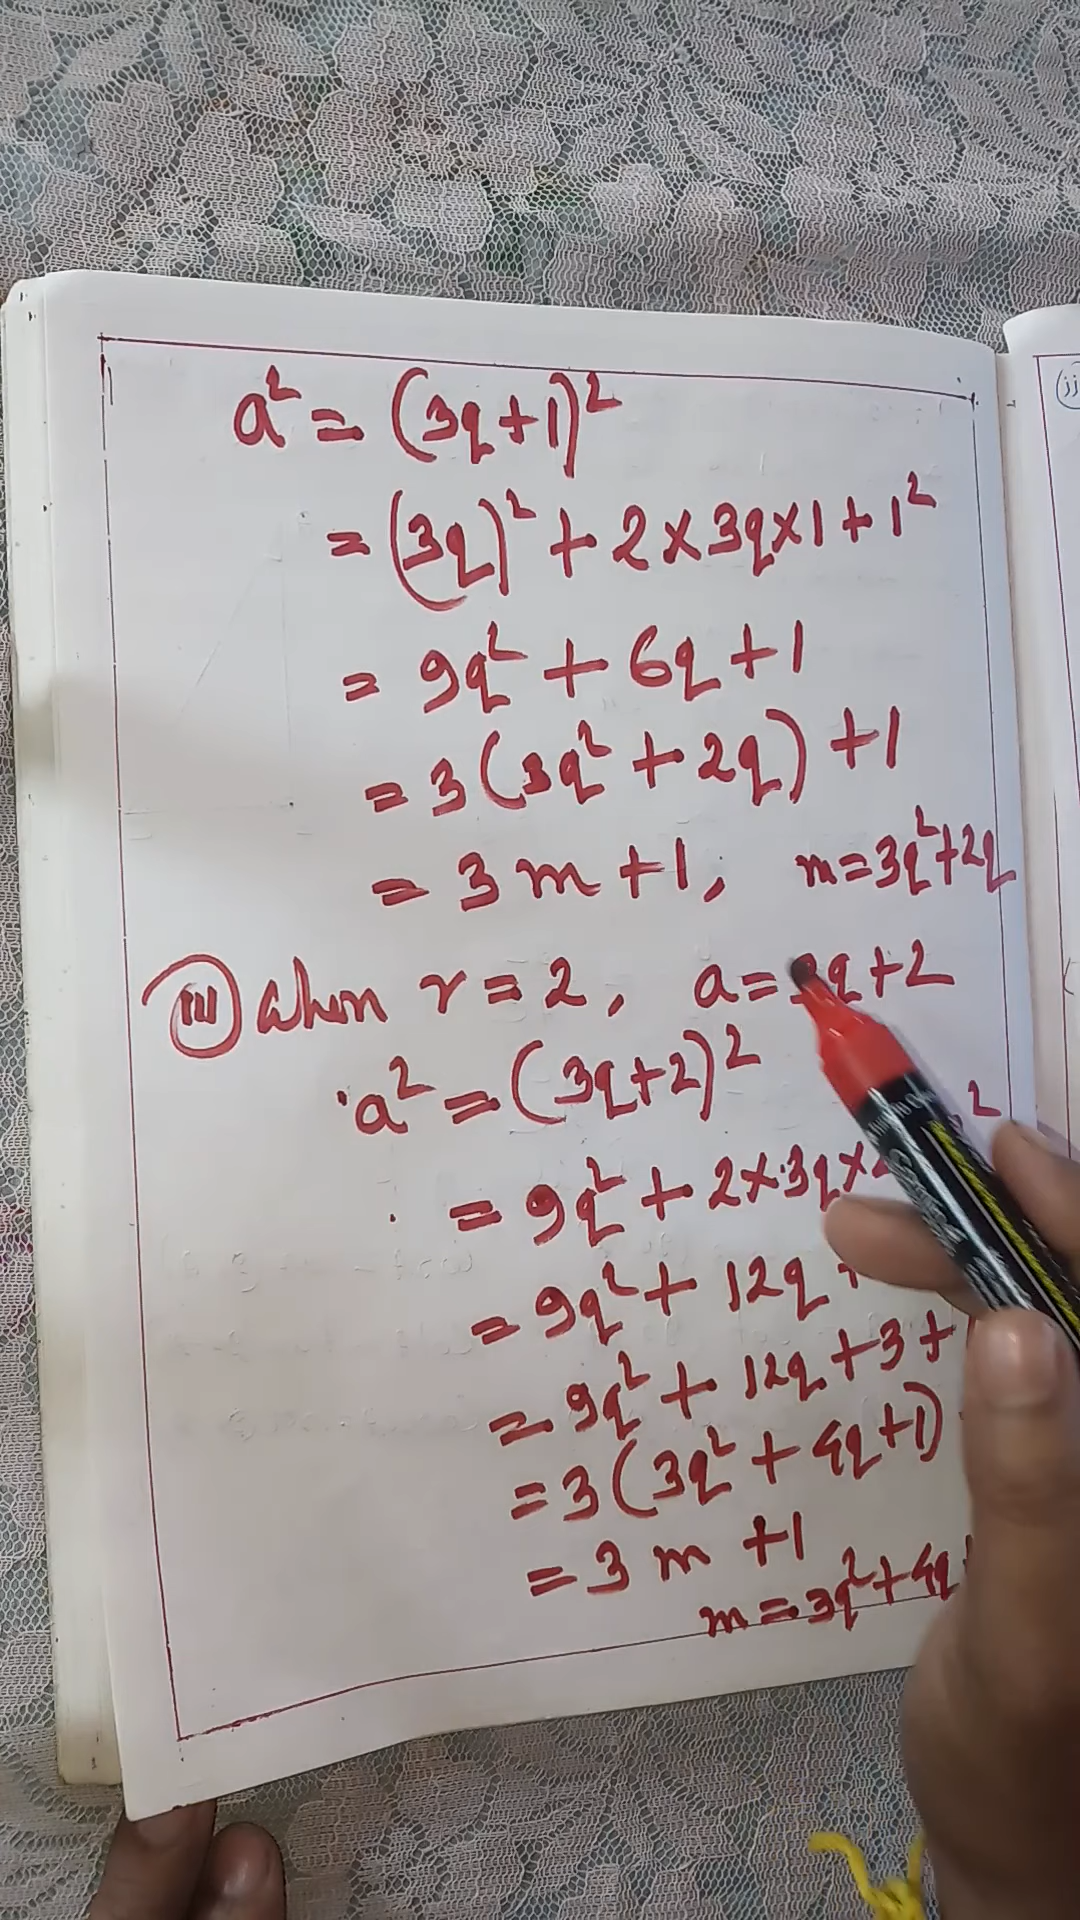 a² = (3q+1)²
= (3q)² + 2×3q×1+1²
= 9q² + 6q +1
= 3(3q² + 2q) +1
= 3m +1, m=3q²+2q
(III) When r = 2, a = 3q+2
a² = (3q+2)²
= 9q² + 2×3q×
= 9q² + 12q +
= 9q² + 12q +3+
= 3(3q² + 4q+1)
= 3m +1
m = 3q²+4q